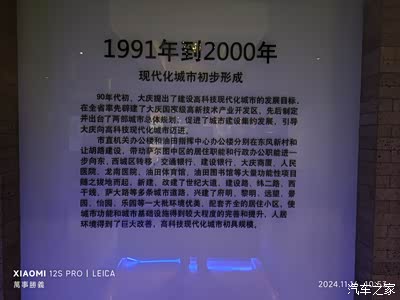 1991年到2000年
现代化城市初步形成
90年代初，大庆提出了建设高科技现代化城市的发展目标，
在全省率先辟建了大庆国家级高新技术产业开发区，先后制定
并出台了两部城市总体规划，促进了城市建设集约发展，引导
大庆向高科技现代化城市迈进。
市直机关办公楼和油田指挥中心办公楼分别在东风新村和
让胡路建设，带动萨尔图中区的居住职能和行政办公职能进一
步向东、西城区转移，交通银行、建设银行、大庆商厦、人民
医院、龙南医院、油田体育馆、油田图书馆等大量功能性项目
随之拔地而起，新建、改建了世纪大道、建设路、纬二路、西
干线、萨大路等多条城市道路，兴建了府明、黎明、远望、
园、怡园、乐园等一大批环境优美，配套齐全的居住小区，使
城市功能和城市基础设施得到较大程度的完善和提升，人居
环境得到了巨大改善，高科技现代化城市初具规模。
XIAOMI 12S PRO | LEICA
萬事勝義
2024.11
汽车之家